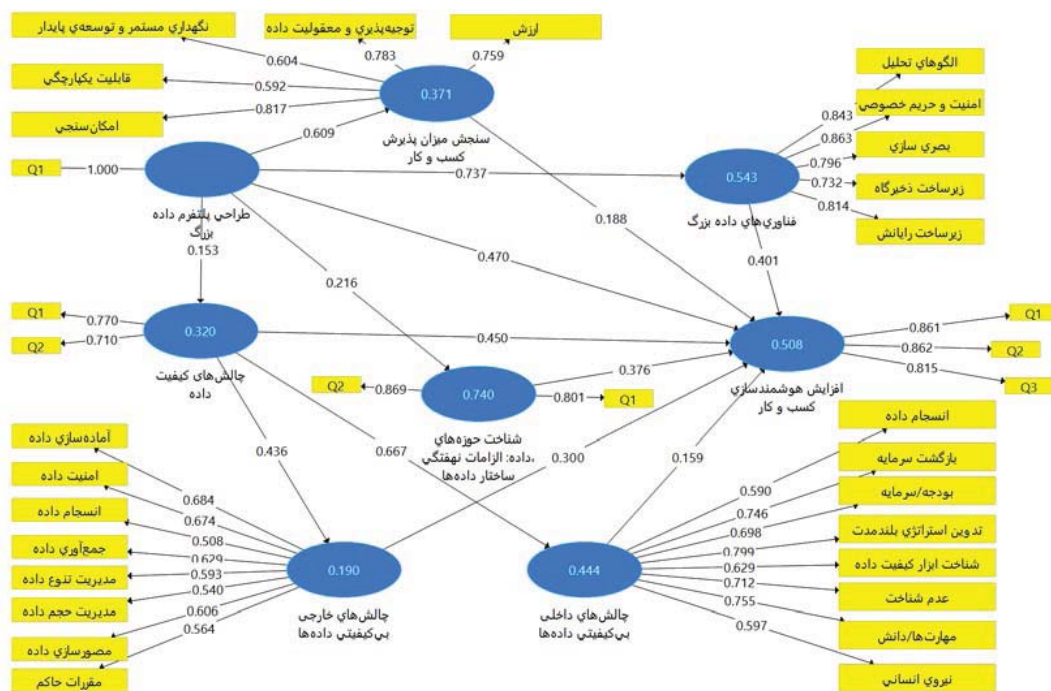 نگهداري مستمر و توسعه‌ي پايدار
توجيه‌پذيري و معقوليت داده
ارزش
0.604
0.783
0.759
قابليت يكپارچگي
0.592
0.371
الگوهاي تحليل
0.817
امكان‌سنجي
0.609
سنجش ميزان پذيرش
كسب و كار
0.843
امنيت و حريم خصوصي
0.863
بصري سازي
0.796
Q1
1.000
0.737
0.543
0.732
زيرساخت ذخيرگاه
0.814
طراحي پلتفرم داده
بزرگ
0.188
فناوري‌هاي داده بزرگ
زيرساخت رايانش
0.153
0.216
0.470
0.401
Q1
0.770
Q2
0.710
0.320
0.450
0.508
0.861
Q1
0.862
Q2
0.815
Q3
چالش‌های کیفیت
داده
0.376
Q2
0.869
0.740
0.801
Q1
افزايش هوشمندسازي
كسب و كار
شناخت حوزه‌هاي
داده: الزامات نهفتگي،
ساختار داده‌ها
0.436
0.667
0.300
0.159
آماده‌سازي داده
0.684
امنيت داده
0.674
انسجام داده
0.508
جمع‌آوري داده
0.629
مديريت تنوع داده
0.593
مديريت حجم داده
0.540
مصورسازي داده
0.606
مقررات حاكم
0.564
0.190
چالش‌هاي خارجی
بي‌كيفيتي داده‌ها
0.444
چالش‌هاي داخلی
بي‌كيفيتي داده‌ها
انسجام داده
0.590
بازگشت سرمايه
0.746
بودجه/سرمايه
0.698
تدوين استراتژي بلندمدت
0.799
شناخت ابزار كيفيت داده
0.629
عدم شناخت
0.712
مهارت‌ها/دانش
0.755
نيروي انساني
0.597